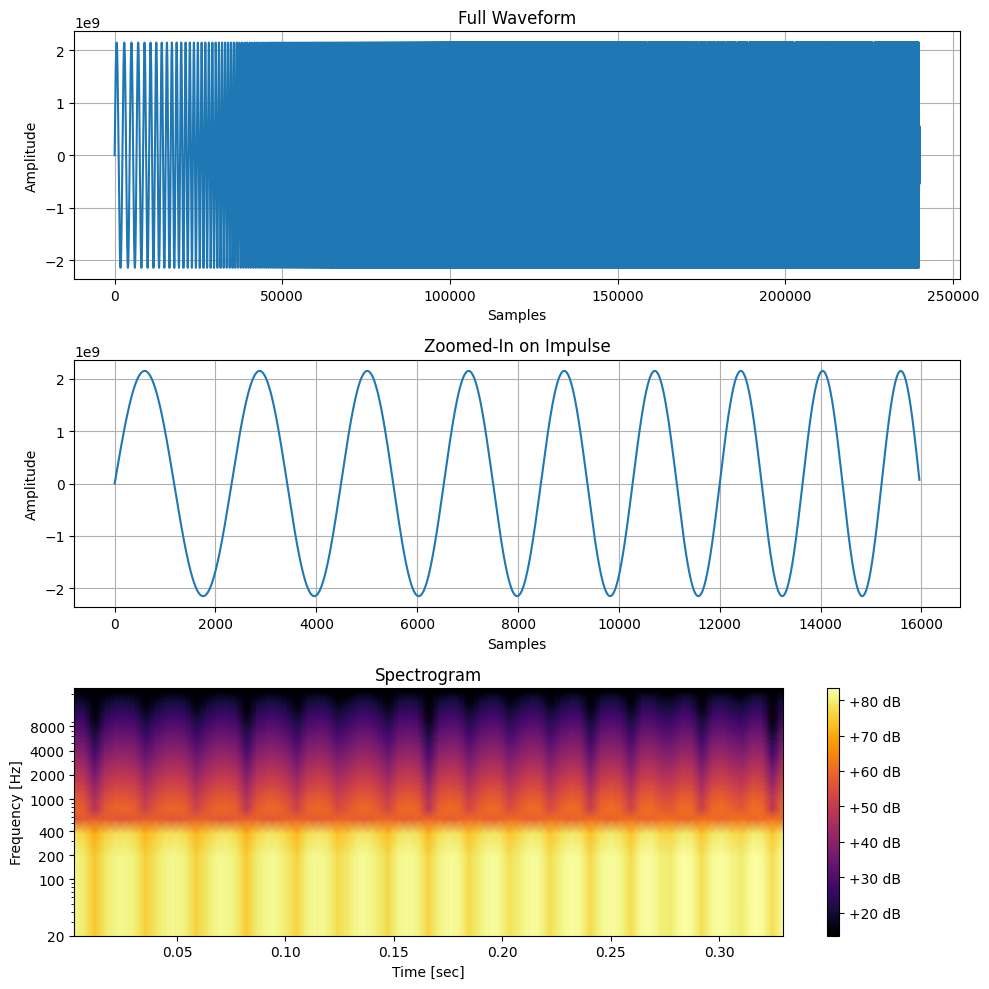 Full Waveform
1e9
2
1
0
−1
−2
Amplitude
0
50000
100000
150000
200000
250000
Samples
Zoomed-In on Impulse
1e9
2
1
0
−1
−2
Amplitude
0
2000
4000
6000
8000
10000
12000
14000
16000
Samples
Spectrogram
8000
4000
2000
1000
400
200
100
20
Frequency [Hz]
0.05
0.10
0.15
0.20
0.25
0.30
Time [sec]
+80 dB
+70 dB
+60 dB
+50 dB
+40 dB
+30 dB
+20 dB